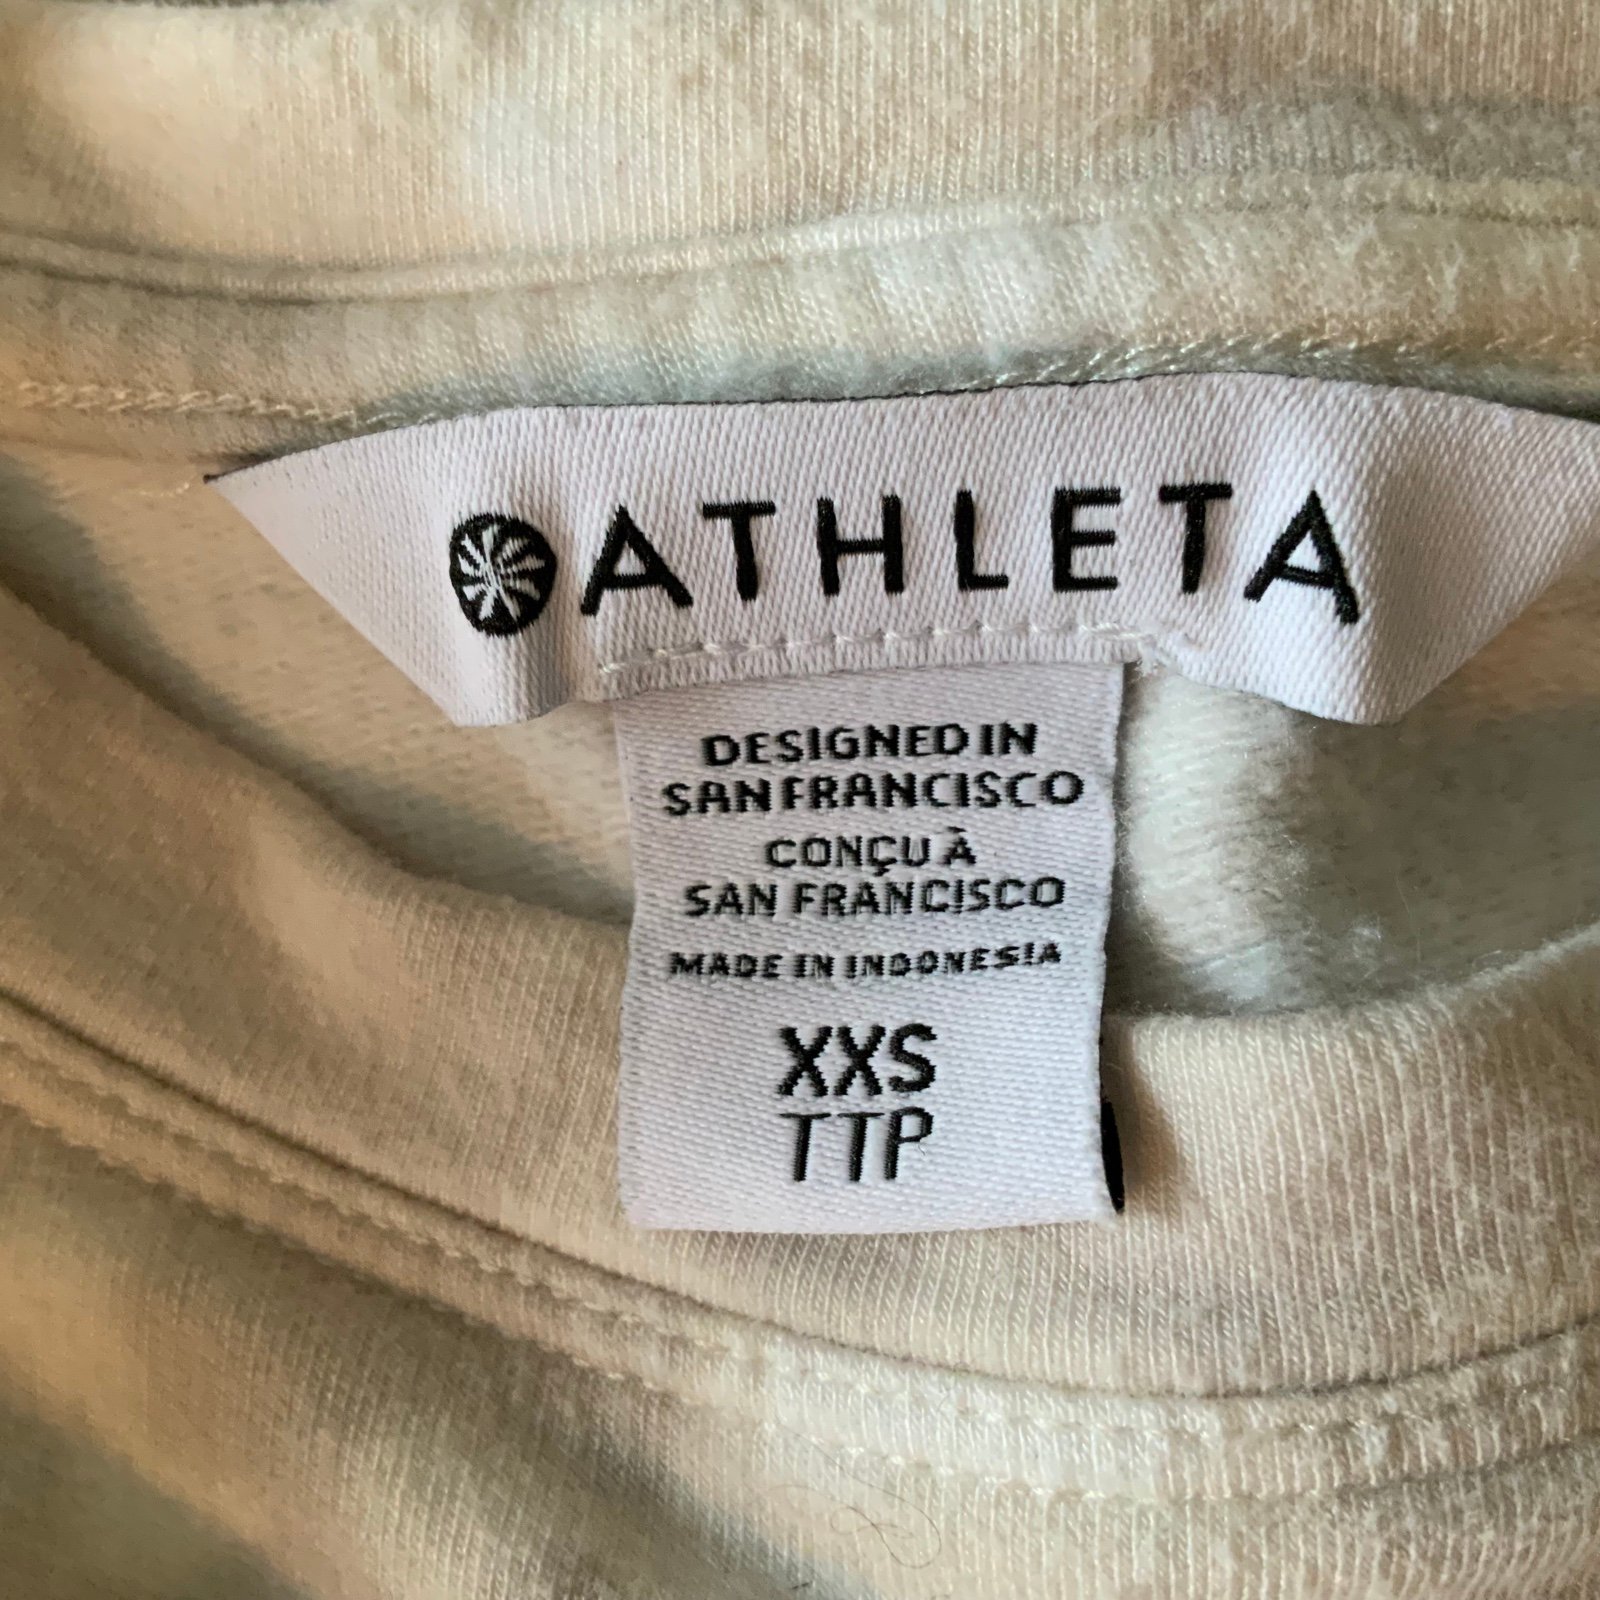 ATHLETA
DESIGNED IN
SAN FRANCISCO
CONÇU À
SAN FRANCISCO
MADE IN INDONESIA
XXS
TTP